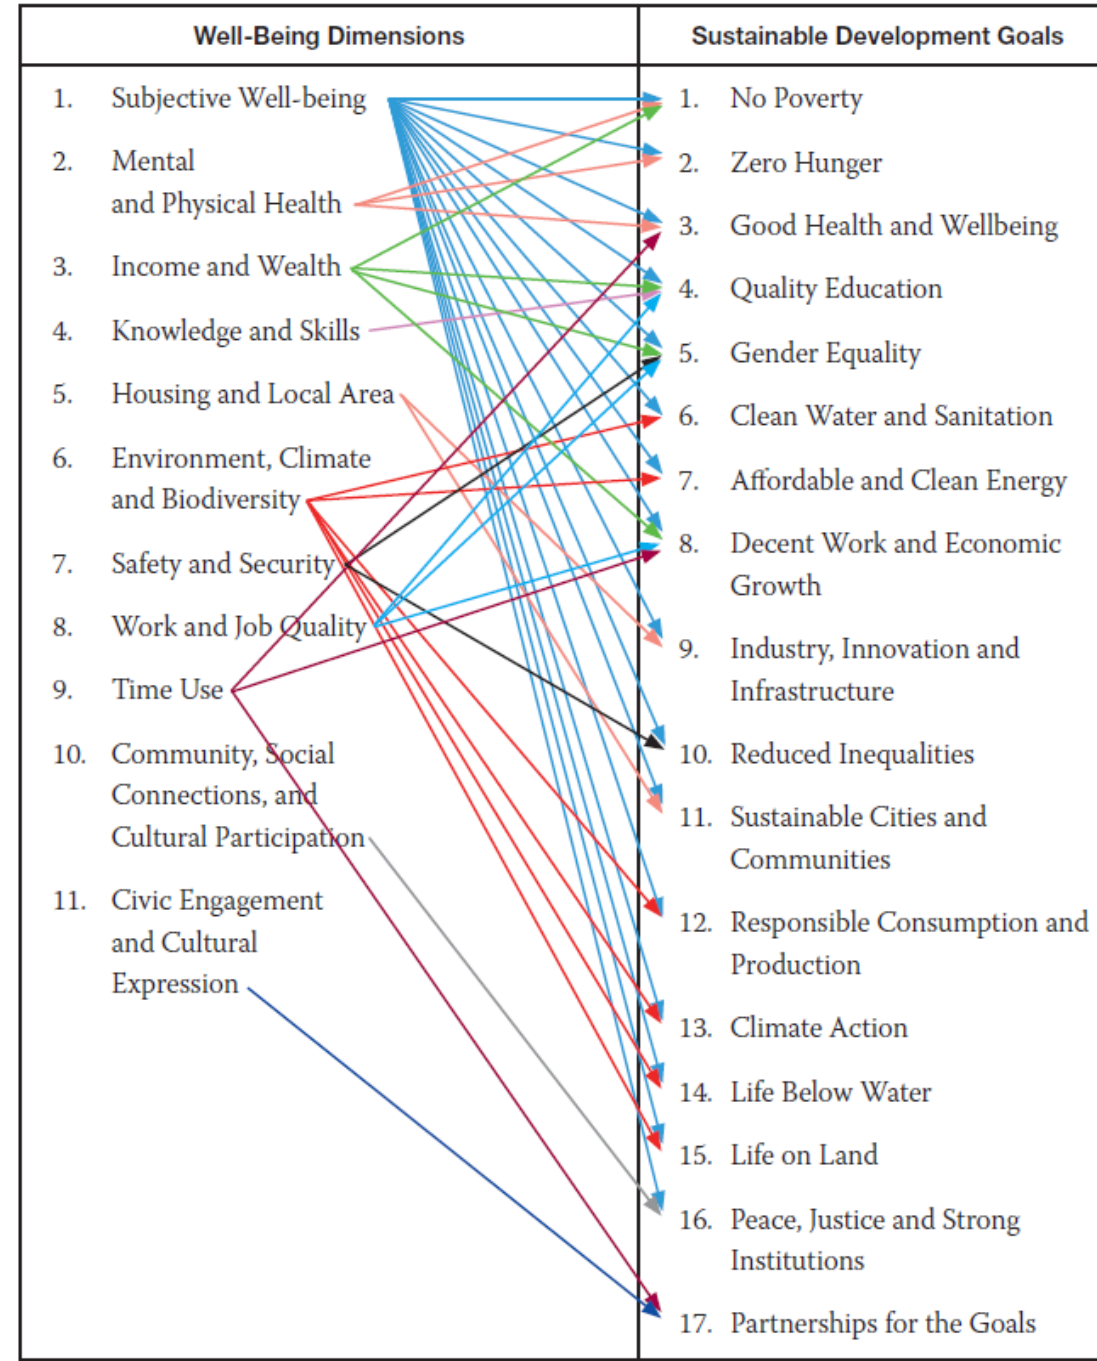 Well-Being Dimensions
1. Subjective Well-being
2. Mental
and Physical Health
3. Income and Wealth
4. Knowledge and Skills
5. Housing and Local Area
6. Environment, Climate
and Biodiversity
7. Safety and Security
8. Work and Job Quality
9. Time Use
10. Community, Social
Connections, and
Cultural Participation
11. Civic Engagement
and Cultural
Expression
Sustainable Development Goals
1. No Poverty
2. Zero Hunger
3. Good Health and Wellbeing
4. Quality Education
5. Gender Equality
6. Clean Water and Sanitation
7. Affordable and Clean Energy
8. Decent Work and Economic
Growth
9. Industry, Innovation and
Infrastructure
10. Reduced Inequalities
11. Sustainable Cities and
Communities
12. Responsible Consumption and
Production
13. Climate Action
14. Life Below Water
15. Life on Land
16. Peace, Justice and Strong
Institutions
17. Partnerships for the Goals